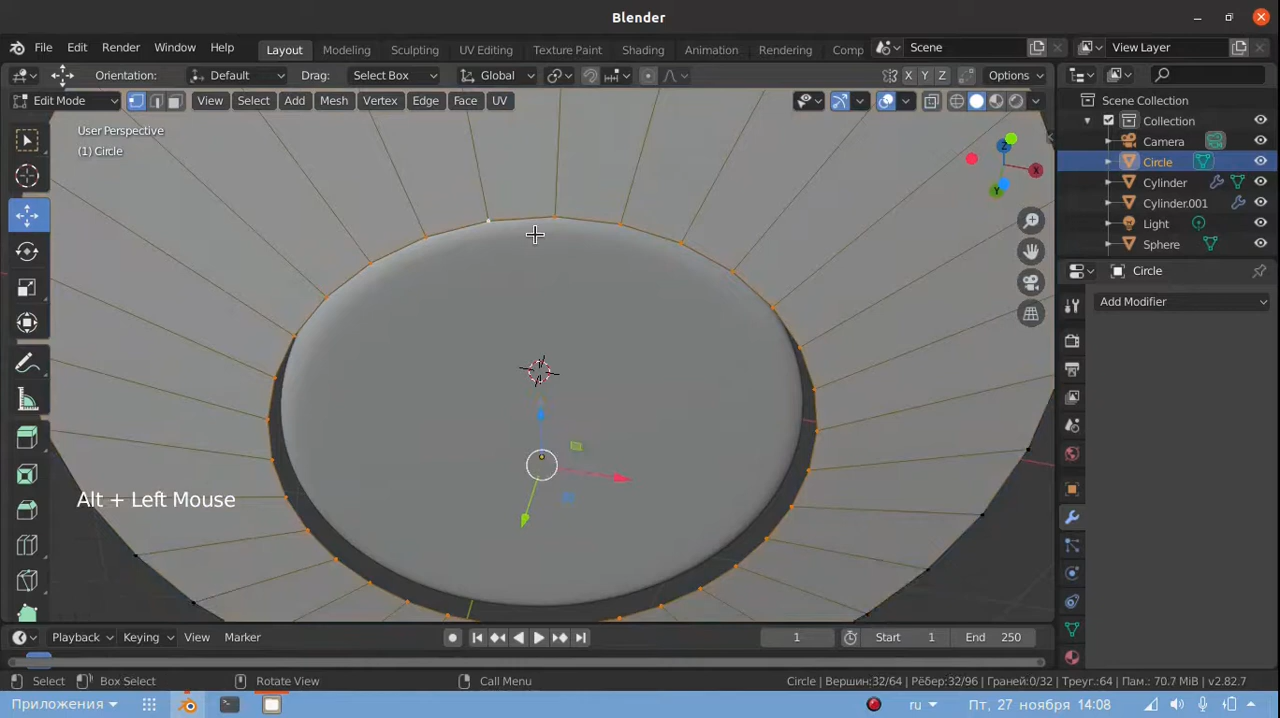 Blender
File Edit Render Window Help Layout Modeling Sculpting UV Editing Texture Paint Shading Animation Rendering Comp Scene View Layer
Orientation: Default Drag: Select Box Global X Y Z Options
Edit Mode View Select Add Mesh Vertex Edge Face UV
User Perspective
(1) Circle
Z
X
Y
Alt + Left Mouse
Scene Collection
Collection
Camera
Circle
Cylinder
Cylinder.001
Light
Sphere
Circle
Add Modifier
Playback Keying View Marker 1 Start 1 End 250
Select Box Select Rotate View Call Menu Circle | Вершин:32/64 | Рёбер:32/96 | Граней:0/32 | Треуг.:64 | Пам.: 70.7 MiB | v2.82.7
Приложения ru Пт, 27 ноября 14:08